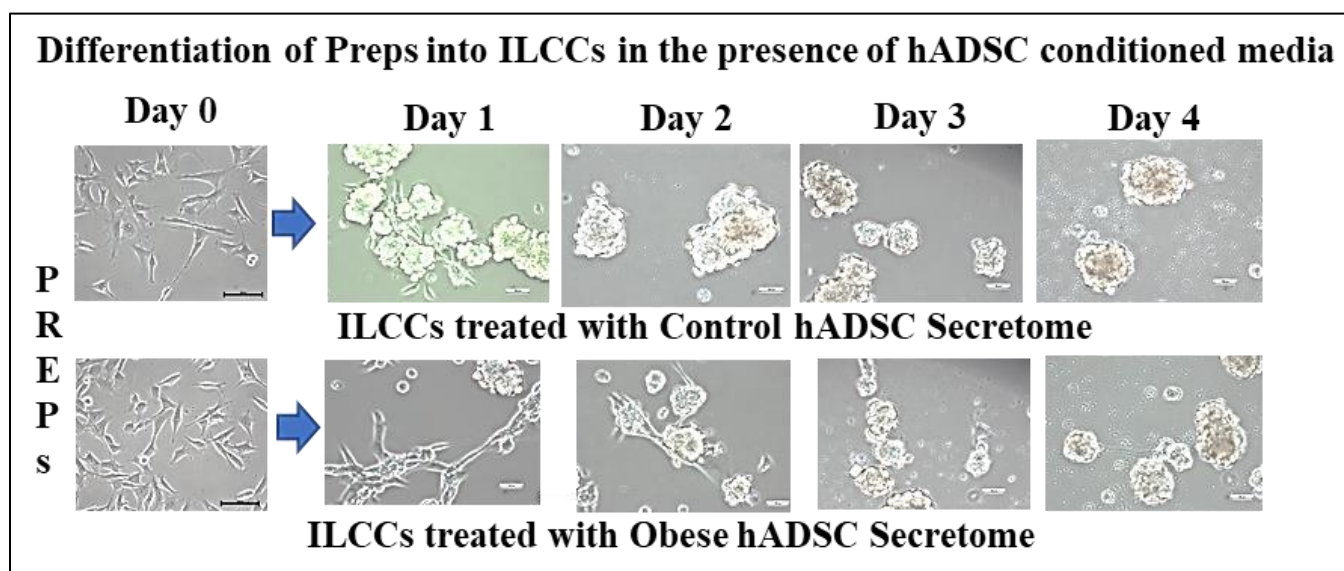 Differentiation of Preps into ILCCs in the presence of hADSC conditioned media
Day 0
Day 1
Day 2
Day 3
Day 4
PREPs
ILCCs treated with Control hADSC Secretome
ILCCs treated with Obese hADSC Secretome